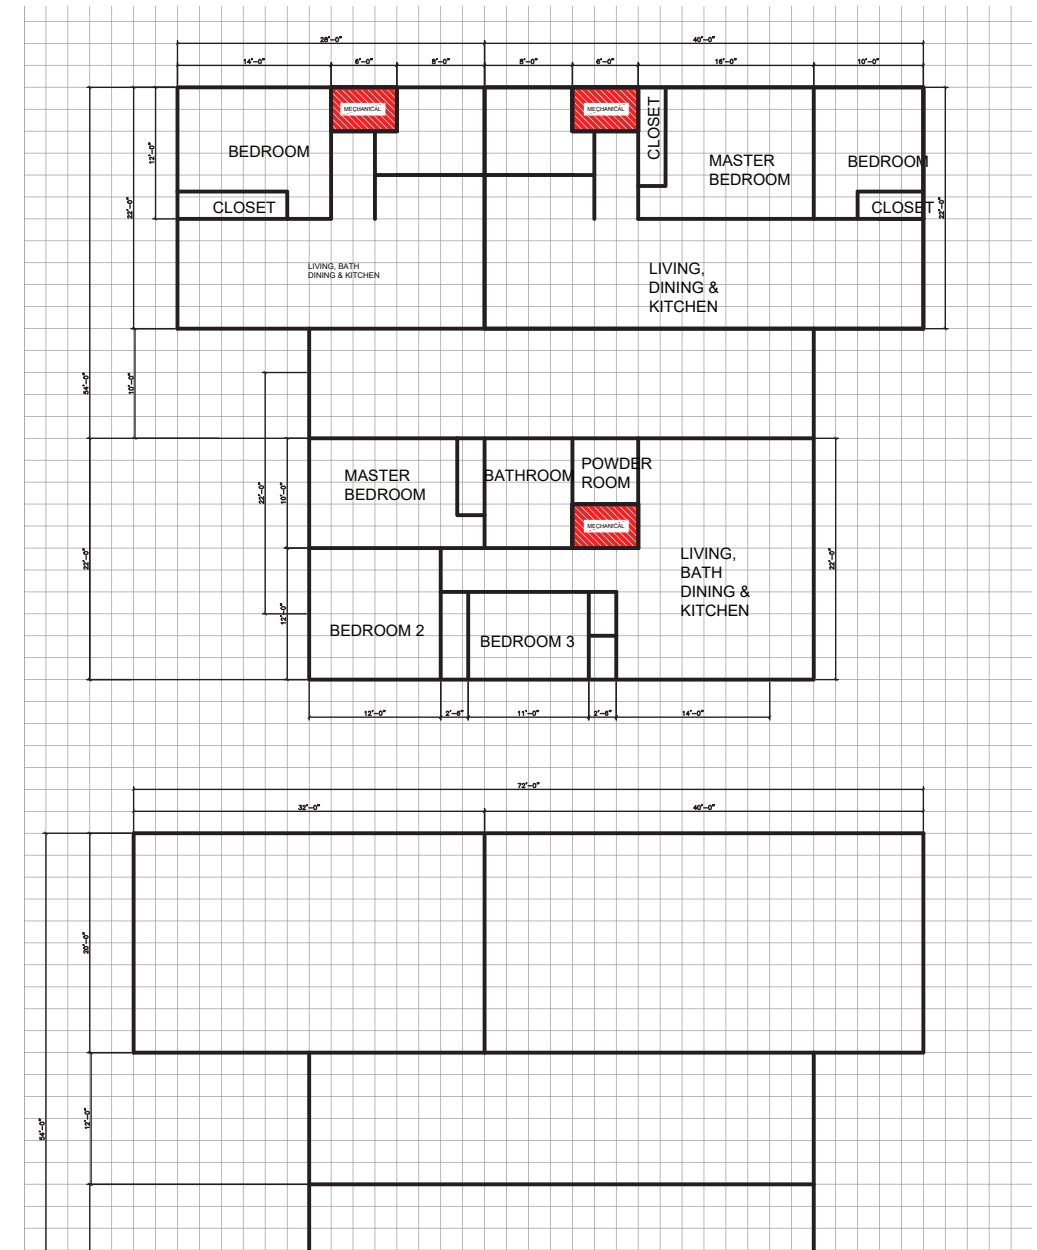 28'-0"
40'-0"
14'-0"
6'-0"
8'-0"
8'-0"
6'-0"
16'-0"
10'-0"
MECHANICAL
MECHANICAL
CLOSET
BEDROOM
MASTER
BEDROOM
BEDROOM
12'-0"
CLOSET
CLOSET
22'-0"
22'-0"
LIVING, BATH
DINING & KITCHEN
LIVING,
DINING &
KITCHEN
54'-0"
10'-0"
MASTER
BEDROOM
BATHROOM
POWDER
ROOM
22'-0"
10'-0"
MECHANICAL
22'-0"
22'-0"
LIVING,
BATH
DINING &
KITCHEN
12'-0"
BEDROOM 2
BEDROOM 3
12'-0"
2'-6"
11'-0"
2'-6"
14'-0"
72'-0"
32'-0"
40'-0"
20'-0"
12'-0"
54'-0"